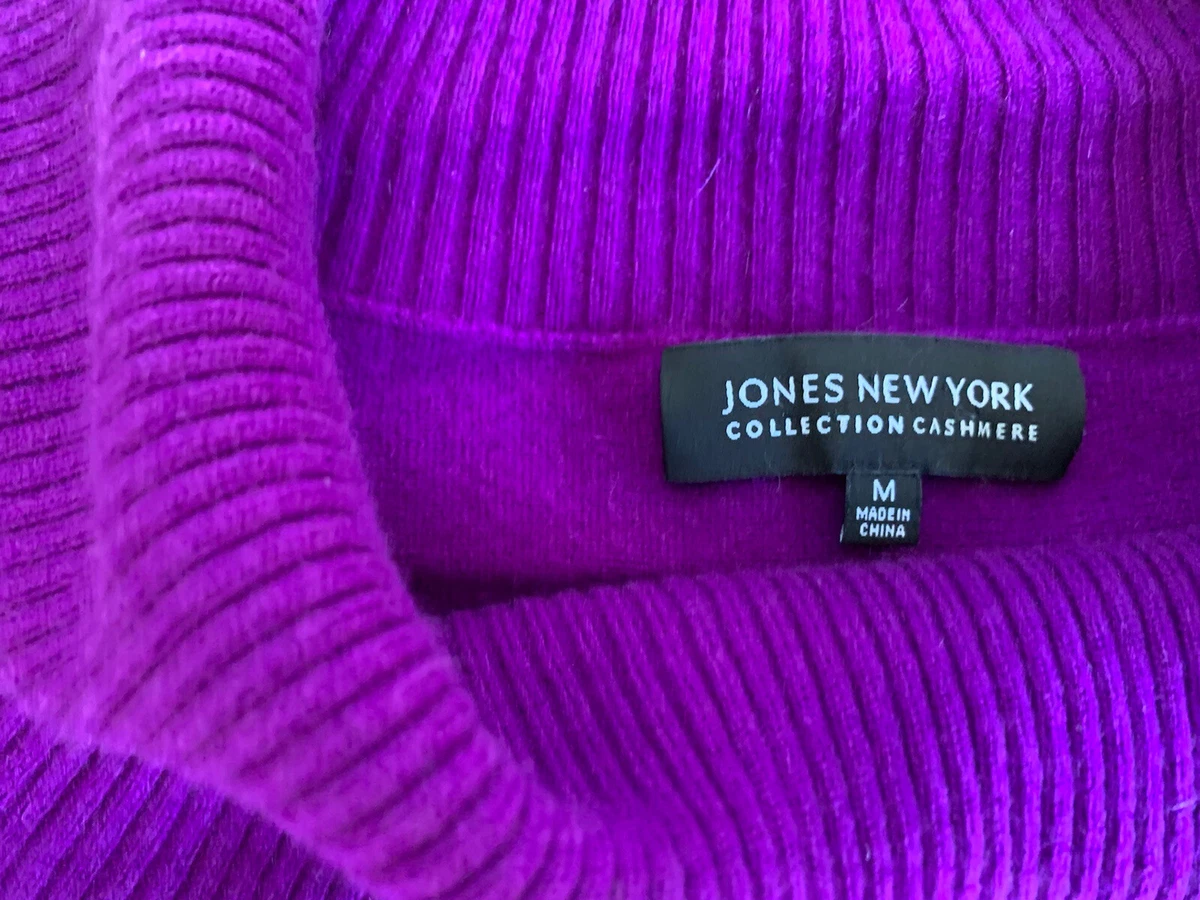 JONES NEW YORK
COLLECTION CASHMERE
M
MADE IN
CHINA